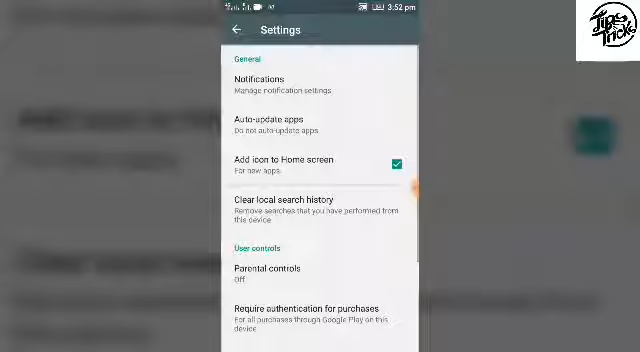 3:52 pm
Tips
Tricks
Settings
General
Notifications
Manage notification settings
Auto-update apps
Do not auto-update apps
Add icon to Home screen
For new apps
Clear local search history
Remove searches that you have performed from
this device
User controls
Parental controls
Off
Require authentication for purchases
For all purchases through Google Play on this
device